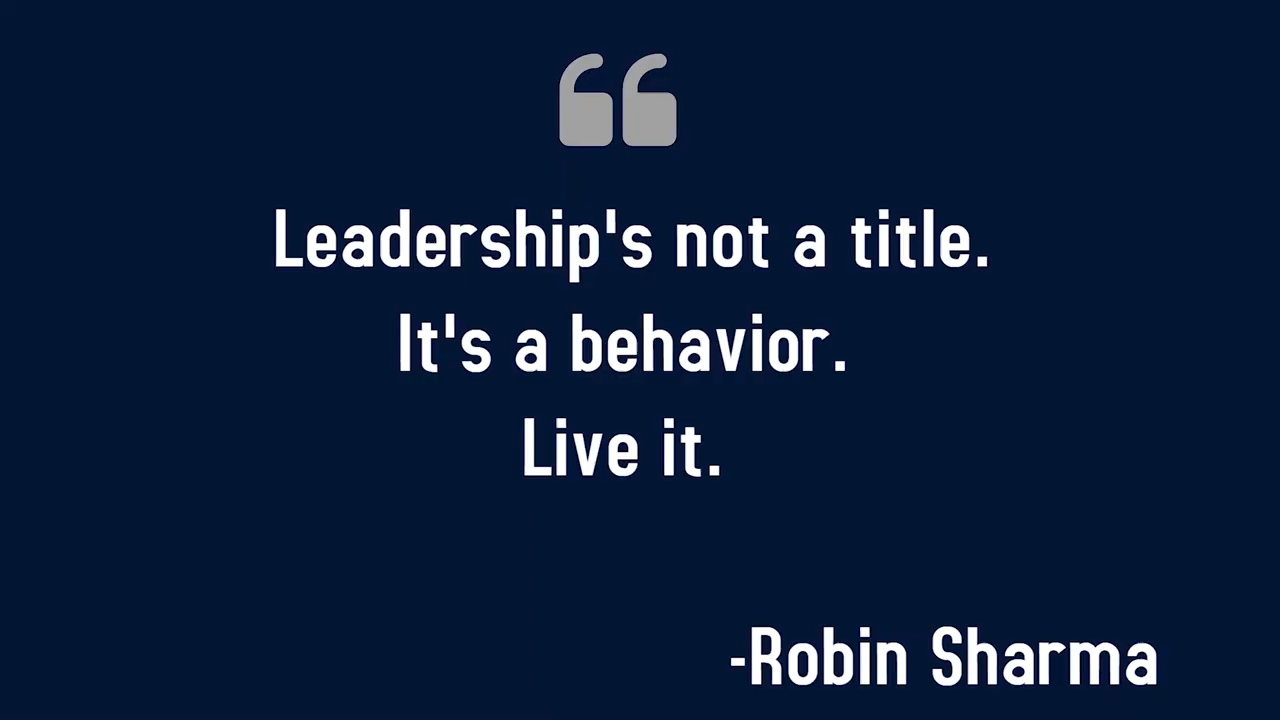 Leadership's not a title.
It's a behavior.
Live it.
-Robin Sharma